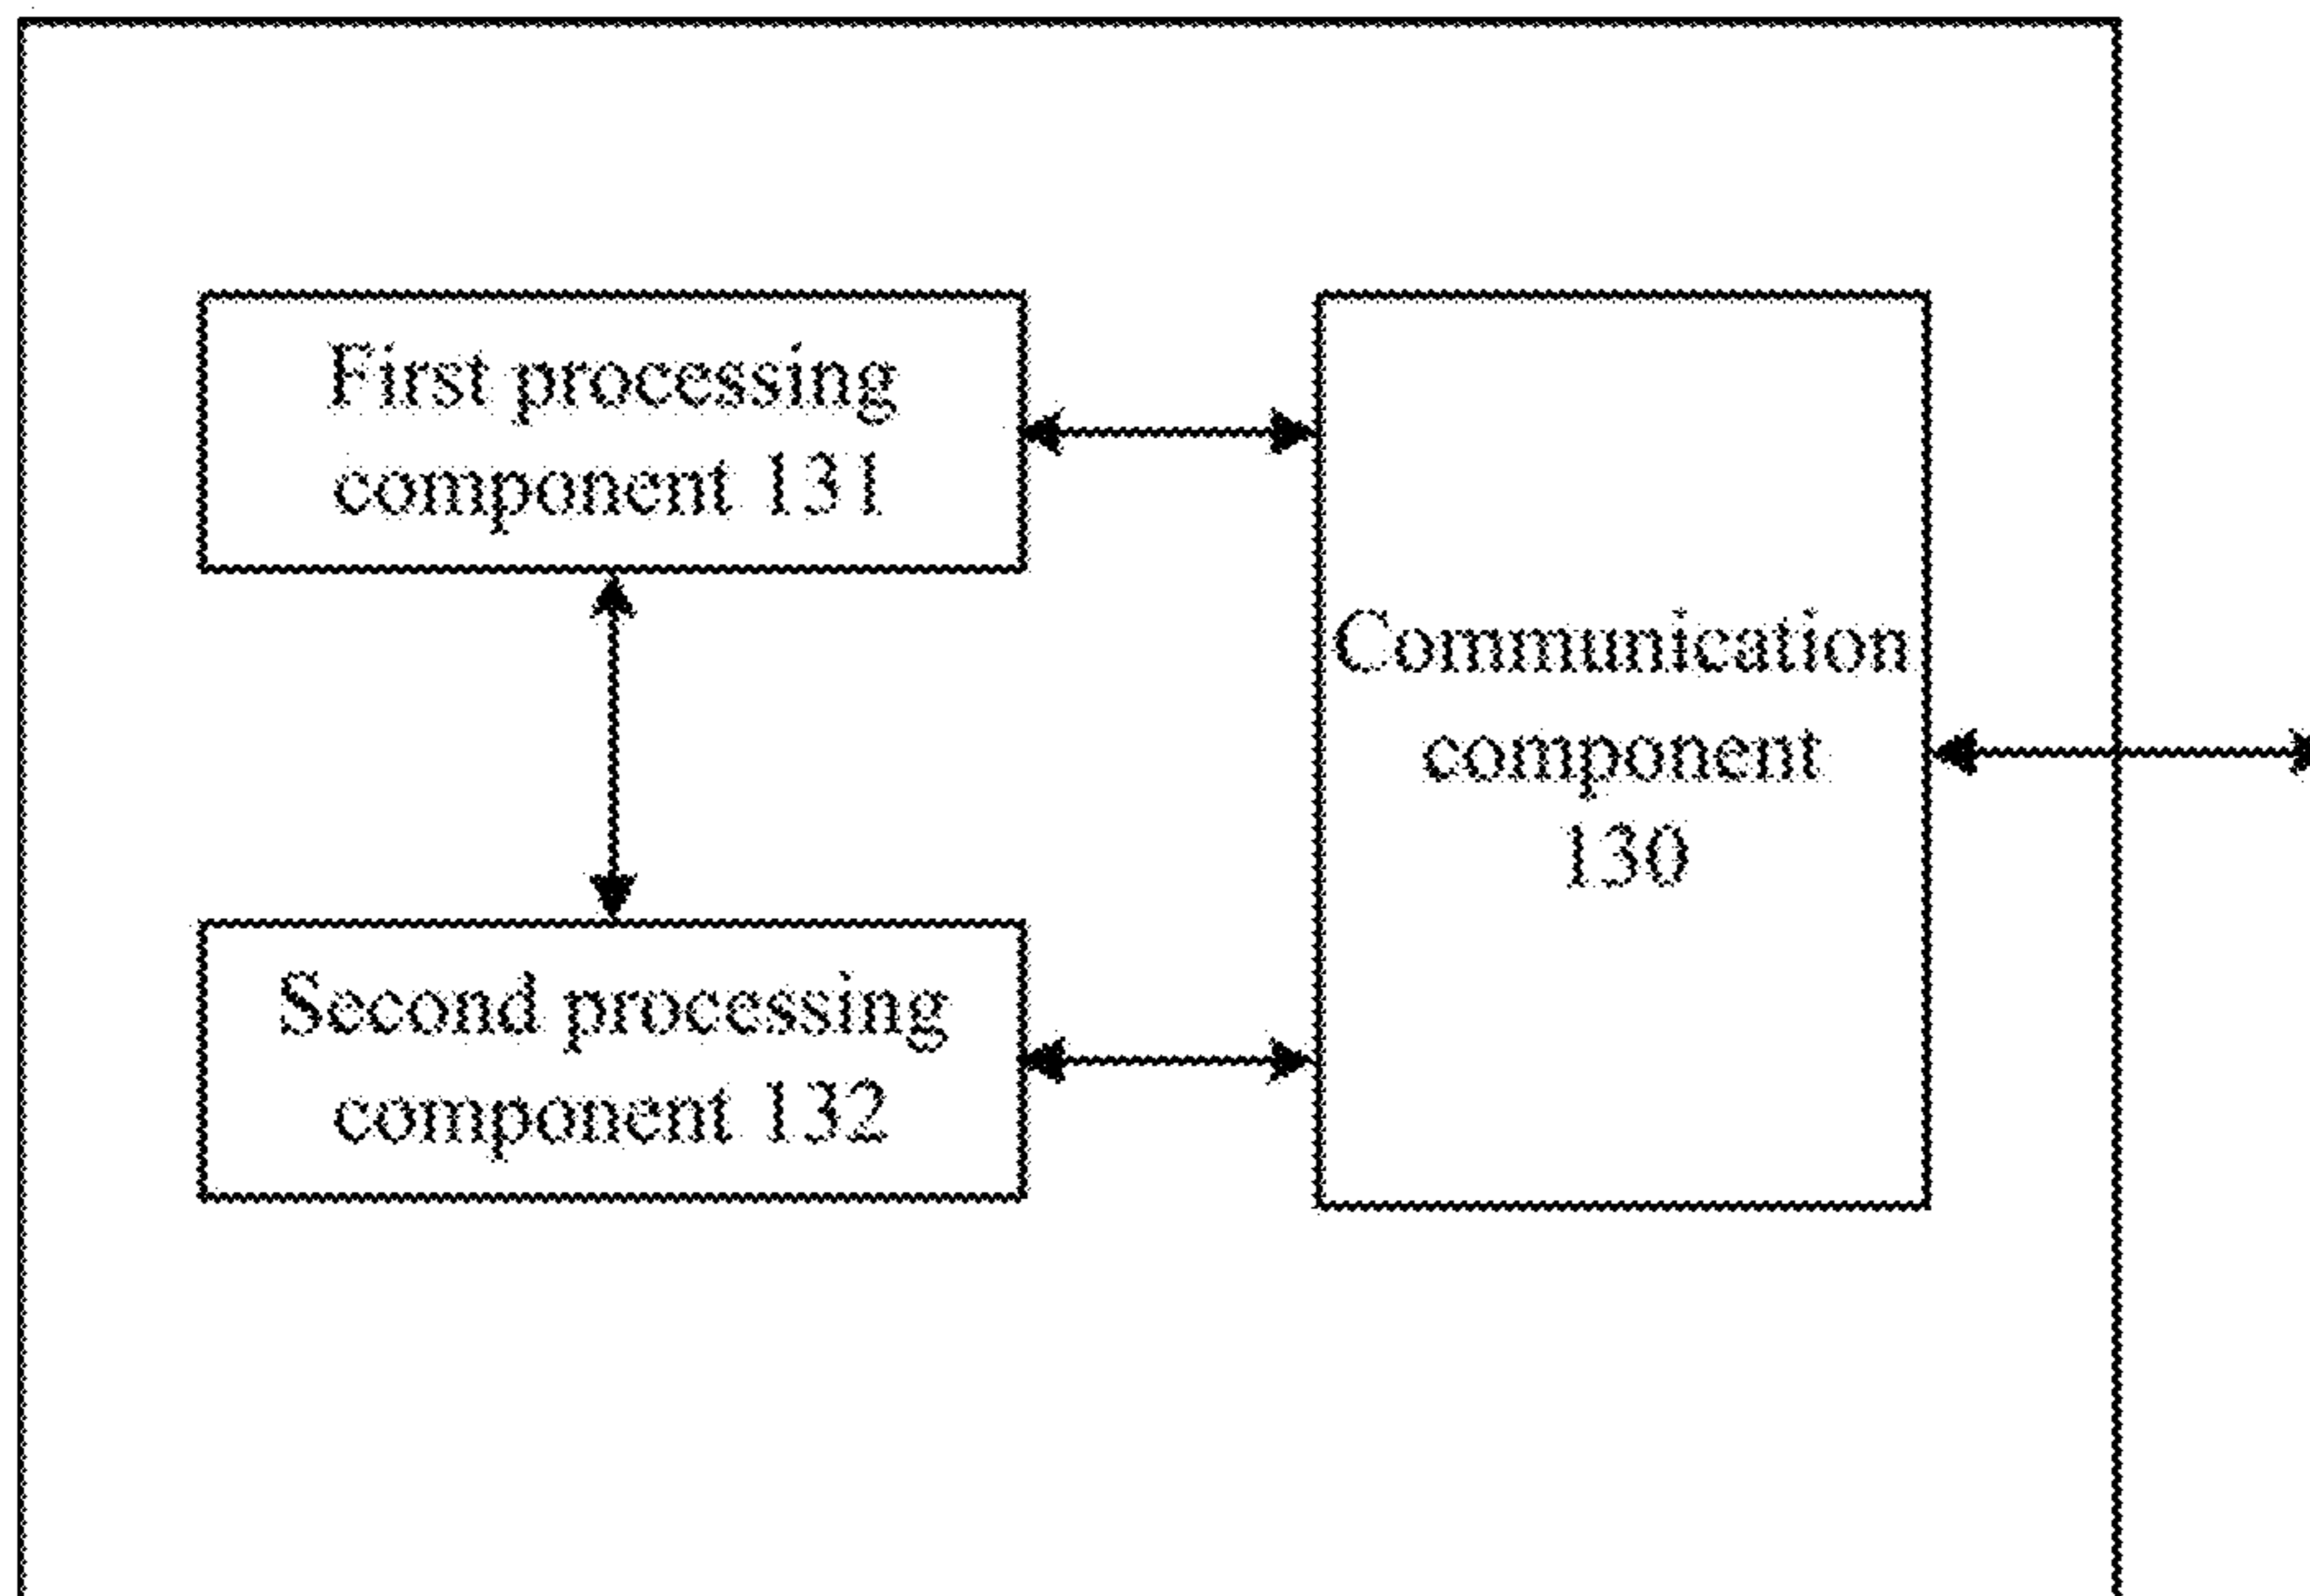 First processing
component 131
Communication
component
130
Second processing
component 132